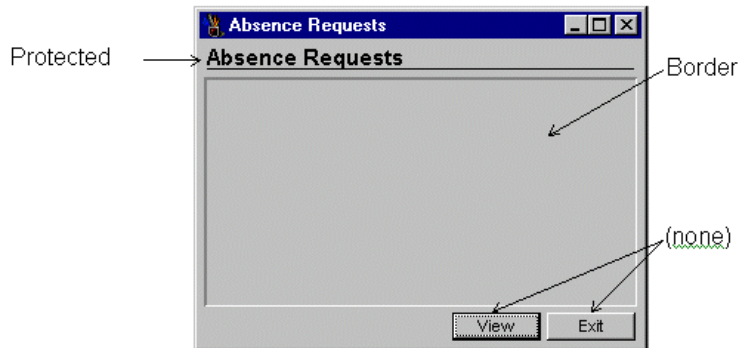 Absence Requests
Protected
Absence Requests
Border
(none)
View
Exit